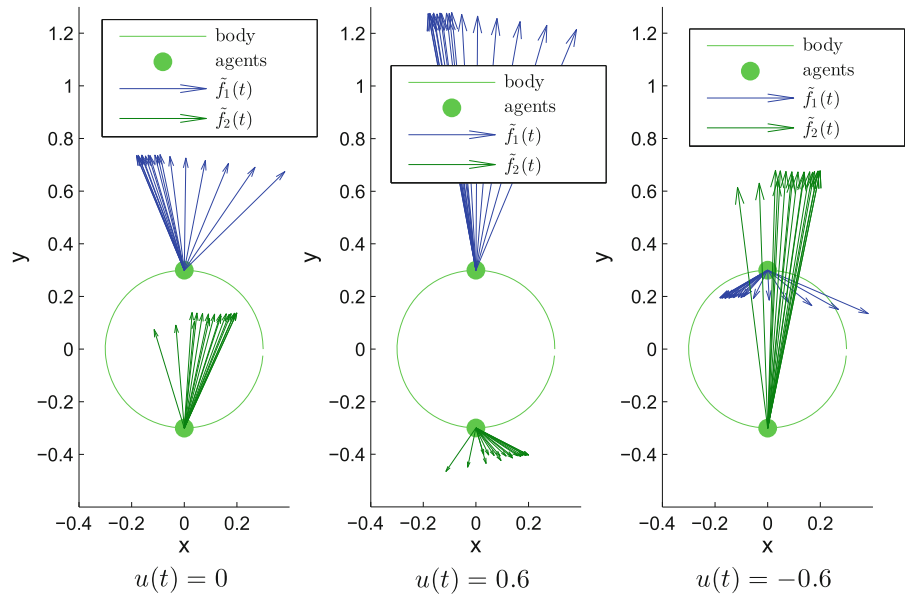 body
agents
f̃₁(t)
f̃₂(t)
1.2
1
0.8
0.6
0.4
0.2
0
−0.2
−0.4
y
−0.4 −0.2 0 0.2
x
u(t) = 0
body
agents
f̃₁(t)
f̃₂(t)
1.2
1
0.8
0.6
0.4
0.2
0
−0.2
−0.4
y
−0.4 −0.2 0 0.2
x
u(t) = 0.6
body
agents
f̃₁(t)
f̃₂(t)
1.2
1
0.8
0.6
0.4
0.2
0
−0.2
−0.4
y
−0.4 −0.2 0 0.2
x
u(t) = −0.6